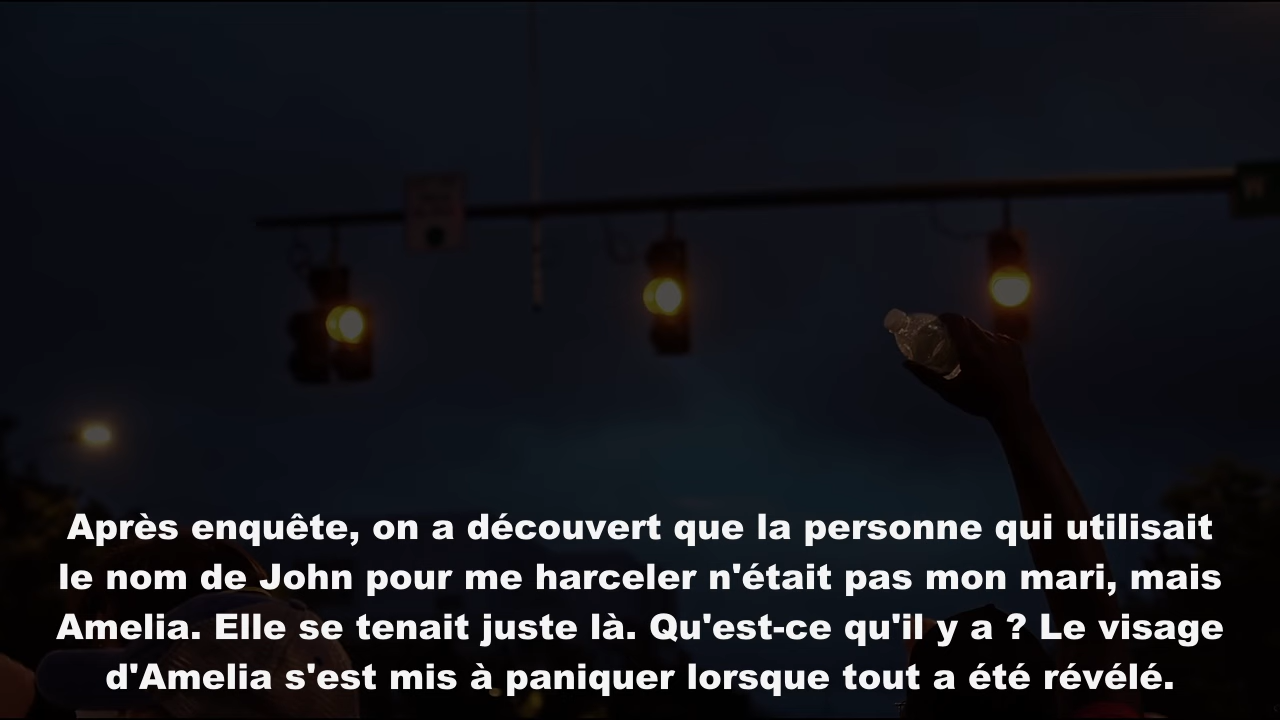 Après enquête, on a découvert que la personne qui utilisait
le nom de John pour me harceler n'était pas mon mari, mais
Amelia. Elle se tenait juste là. Qu'est-ce qu'il y a ? Le visage
d'Amelia s'est mis à paniquer lorsque tout a été révélé.